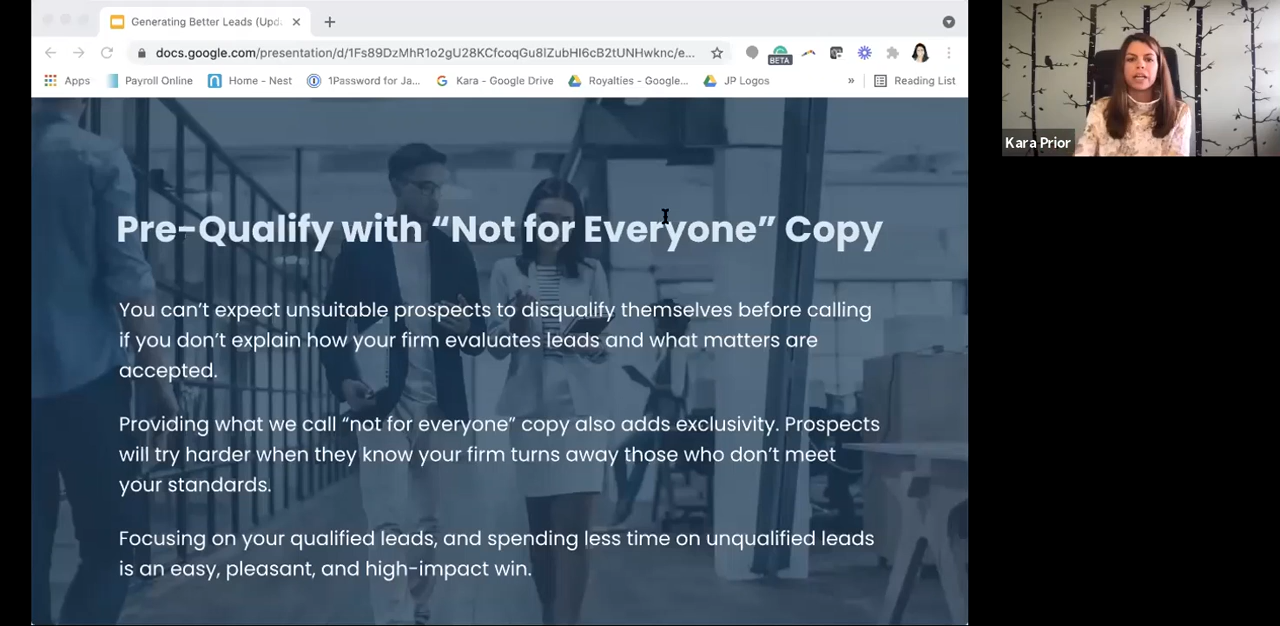 Generating Better Leads (Upda
docs.google.com/presentation/d/1Fs89DzMhR1o2gU28KCfcoqGu8lZubHl6cB2tUNHwknc/e...
BETA
Apps
Payroll Online
Home - Nest
1Password for Ja...
Kara - Google Drive
Royalties - Google...
JP Logos
»
Reading List
Kara Prior
Pre-Qualify with “Not for Everyone” Copy
You can’t expect unsuitable prospects to disqualify themselves before calling
if you don’t explain how your firm evaluates leads and what matters are
accepted.
Providing what we call “not for everyone” copy also adds exclusivity. Prospects
will try harder when they know your firm turns away those who don’t meet
your standards.
Focusing on your qualified leads, and spending less time on unqualified leads
is an easy, pleasant, and high-impact win.